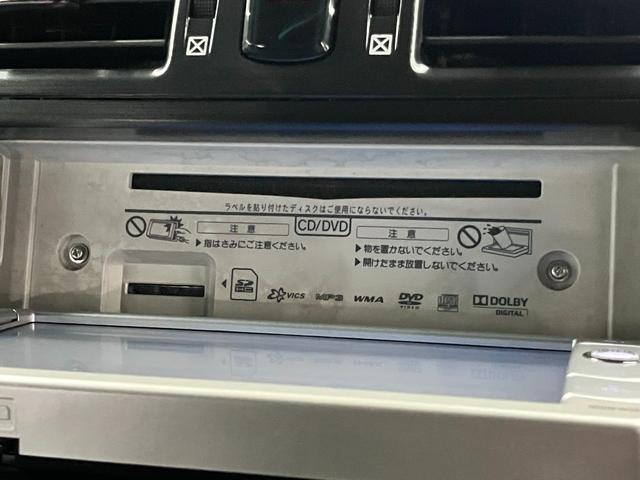 ラベルを貼り付けたディスクはご使用にならないでください。
注 意
CD/DVD
注 意
▶指はさみにご注意ください。
▶物を置かないでください。
▶開けたまま放置しないでください。
SD HC
VICS
MP3
WMA
DVD VIDEO
DOLBY DIGITAL